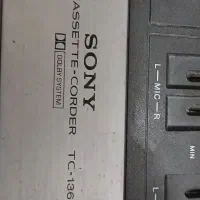 SONY
ASSETTE-CORDER TC-136
DOLBY SYSTEM
L—MIC—R
MIN
L